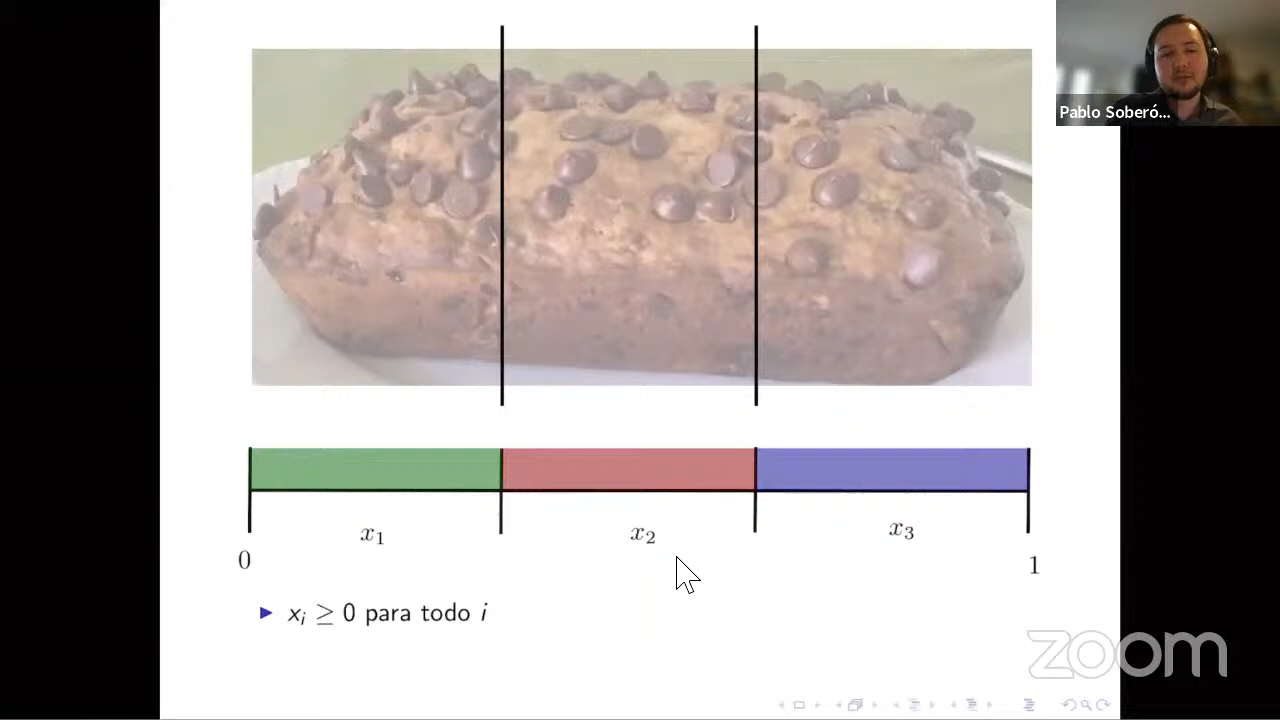 Pablo Soberó...
x₁ x₂ x₃
0 1
▶ xᵢ ≥ 0 para todo i
zoom